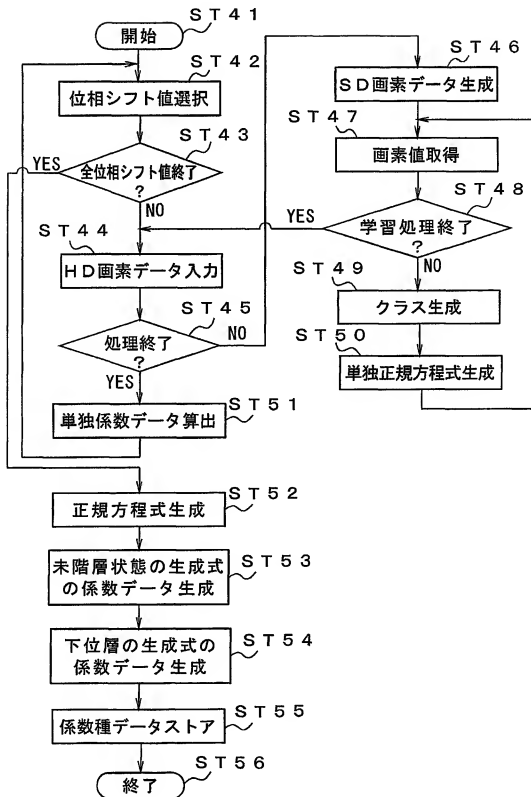 ST41
開始
ST42
位相シフト値選択
ST43
YES
全位相シフト値終了
?
NO
ST44
HD画素データ入力
ST45
処理終了
?
NO
YES
ST51
単独係数データ算出
ST46
SD画素データ生成
ST47
画素値取得
ST48
YES
学習処理終了
?
NO
ST49
クラス生成
ST50
単独正規方程式生成
ST52
正規方程式生成
ST53
未階層状態の生成式
の係数データ生成
ST54
下位層の生成式の
係数データ生成
ST55
係数種データストア
ST56
終了